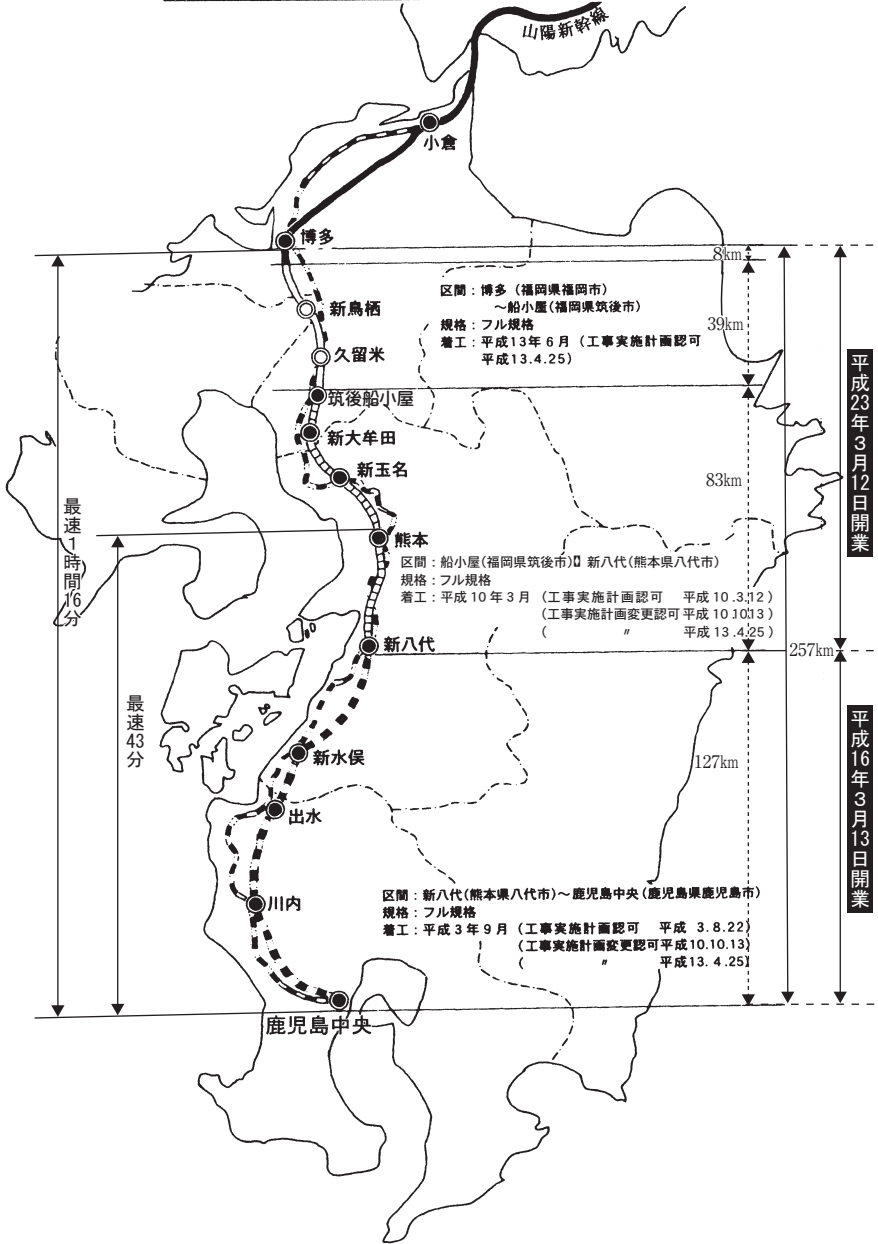 山陽新幹線
小倉
博多
8km
新鳥栖
区間：博多（福岡県福岡市）
～船小屋（福岡県筑後市）
規格：フル規格
着工：平成13年６月（工事実施計画認可
平成13.4.25）
39km
久留米
筑後船小屋
新大牟田
新玉名
83km
平成23年３月12日開業
熊本
区間：船小屋（福岡県筑後市） 新八代（熊本県八代市）
規格：フル規格
着工：平成10年３月（工事実施計画認可 平成10.3.12）
（工事実施計画変更認可 平成10.10.13）
（ 〃 平成13.4.25）
最速１時間16分
新八代
257km
最速43分
新水俣
127km
平成16年３月13日開業
出水
川内
区間：新八代（熊本県八代市）～鹿児島中央（鹿児島県鹿児島市）
規格：フル規格
着工：平成３年９月（工事実施計画認可 平成 3.8.22）
（工事実施計画変更認可平成10.10.13）
（ 〃 平成13.4.25）
鹿児島中央